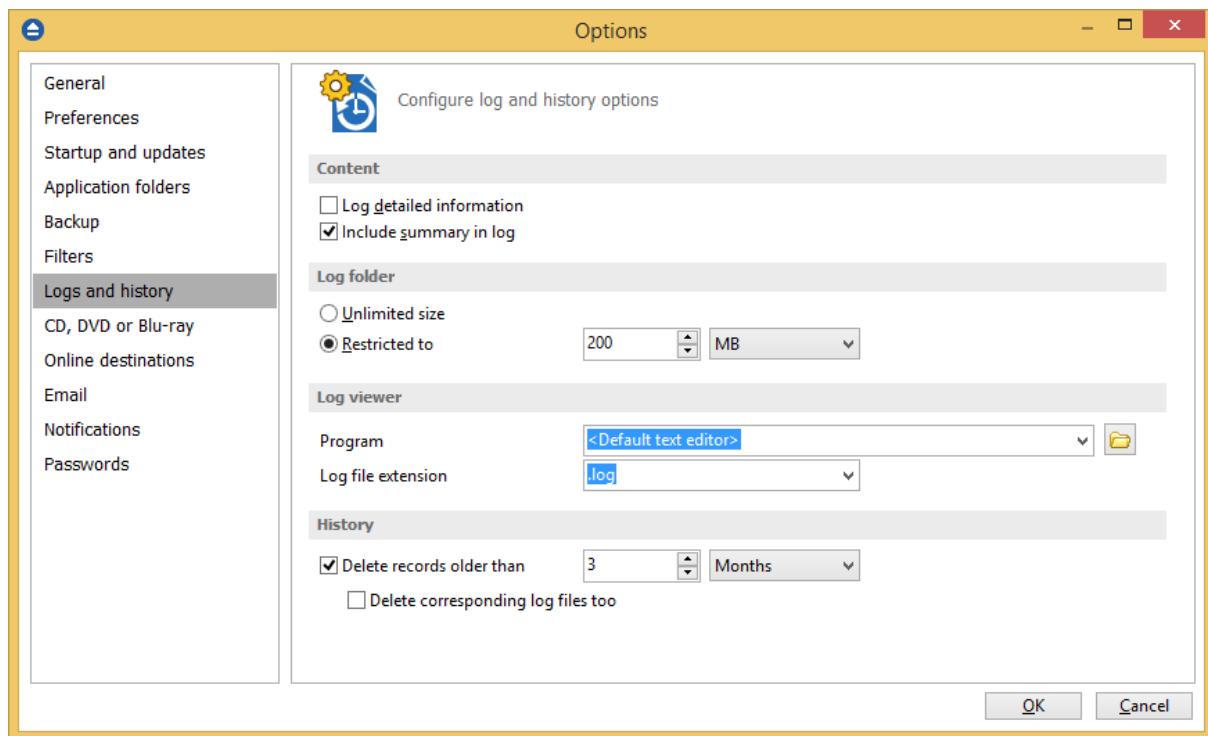 Options
General
Preferences
Startup and updates
Application folders
Backup
Filters
Logs and history
CD, DVD or Blu-ray
Online destinations
Email
Notifications
Passwords
Configure log and history options
Content
Log detailed information
Include summary in log
Log folder
Unlimited size
Restricted to 200 MB
Log viewer
Program <Default text editor>
Log file extension .log
History
Delete records older than 3 Months
Delete corresponding log files too
OK Cancel